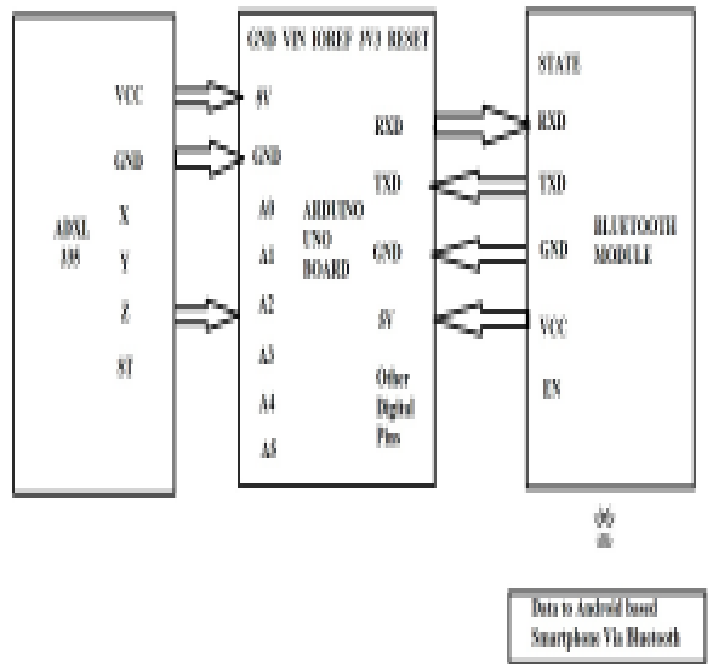 GND VIN IOREF 3V3 RESET
VCC
GND
X
Y
Z
ST
ADXL
335
5V
GND
A0
A1
A2
A3
A4
A5
ARDUINO
UNO
BOARD
RXD
TXD
GND
5V
Other
Digital
Pins
STATE
RXD
TXD
GND
VCC
EN
BLUETOOTH
MODULE
Data to Android based
Smartphone Via Bluetooth